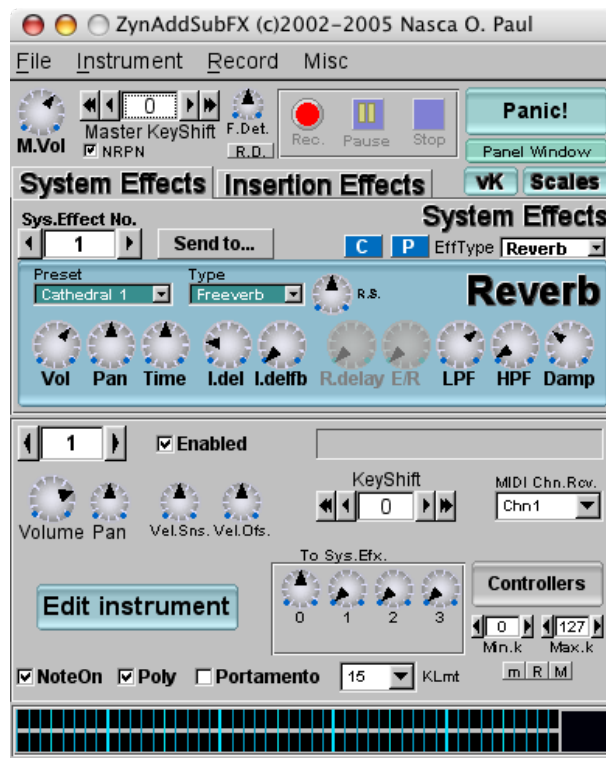 ZynAddSubFX (c)2002-2005 Nasca O. Paul
File Instrument Record Misc
M.Vol
0
Master KeyShift
NRPN
F.Det.
R.D.
Rec. Pause Stop
Panic!
Panel Window
System Effects Insertion Effects vK Scales
Sys.Effect No.
1
Send to...
System Effects
C P EffType Reverb
Preset
Cathedral 1
Type
Freeverb
R.S.
Reverb
Vol Pan Time I.del I.delfb R.delay E/R LPF HPF Damp
1
Enabled
Volume Pan Vel.Sns. Vel.Ofs.
KeyShift
0
MIDI Chn.Rcv.
Chn1
Edit instrument
To Sys.Efx.
0 1 2 3
Controllers
0 127
Min.k Max.k
m R M
NoteOn Poly Portamento 15 KLmt